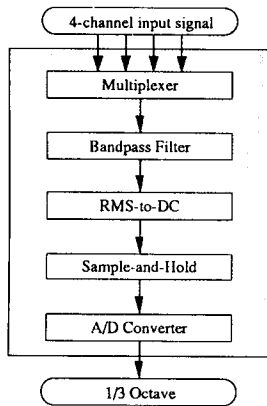 4-channel input signal
Multiplexer
Bandpass Filter
RMS-to-DC
Sample-and-Hold
A/D Converter
1/3 Octave